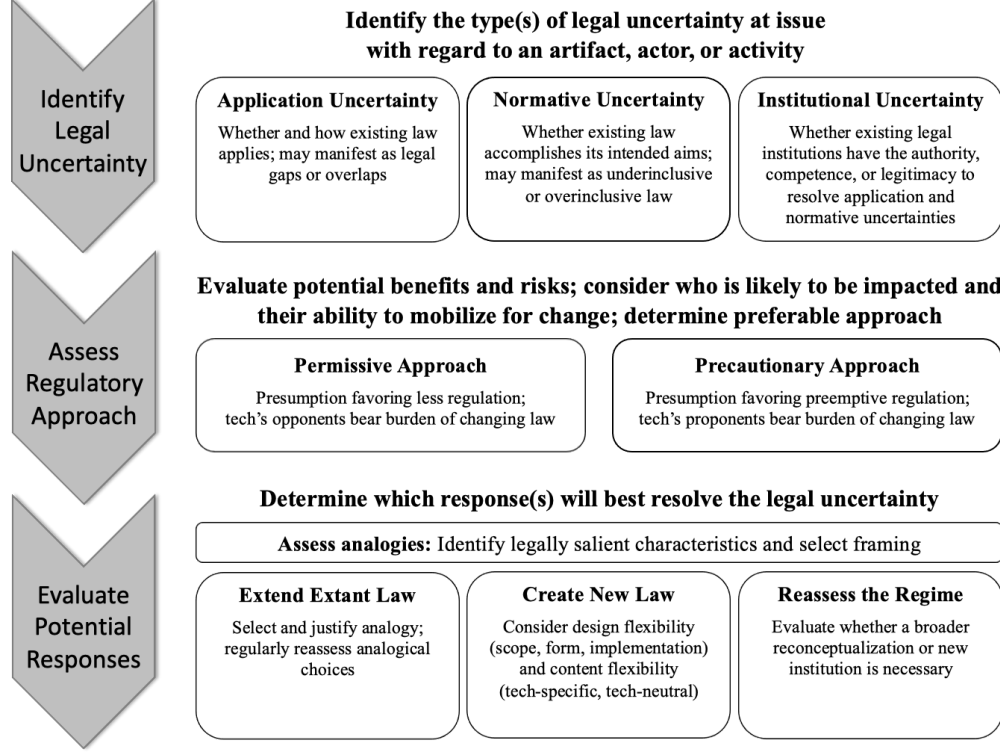 Identify
Legal
Uncertainty
Identify the type(s) of legal uncertainty at issue
with regard to an artifact, actor, or activity
Application Uncertainty
Whether and how existing law
applies; may manifest as legal
gaps or overlaps
Normative Uncertainty
Whether existing law
accomplishes its intended aims;
may manifest as underinclusive
or overinclusive law
Institutional Uncertainty
Whether existing legal
institutions have the authority,
competence, or legitimacy to
resolve application and
normative uncertainties
Assess
Regulatory
Approach
Evaluate potential benefits and risks; consider who is likely to be impacted and
their ability to mobilize for change; determine preferable approach
Permissive Approach
Presumption favoring less regulation;
tech’s opponents bear burden of changing law
Precautionary Approach
Presumption favoring preemptive regulation;
tech’s proponents bear burden of changing law
Evaluate
Potential
Responses
Determine which response(s) will best resolve the legal uncertainty
Assess analogies: Identify legally salient characteristics and select framing
Extend Extant Law
Select and justify analogy;
regularly reassess analogical
choices
Create New Law
Consider design flexibility
(scope, form, implementation)
and content flexibility
(tech-specific, tech-neutral)
Reassess the Regime
Evaluate whether a broader
reconceptualization or new
institution is necessary